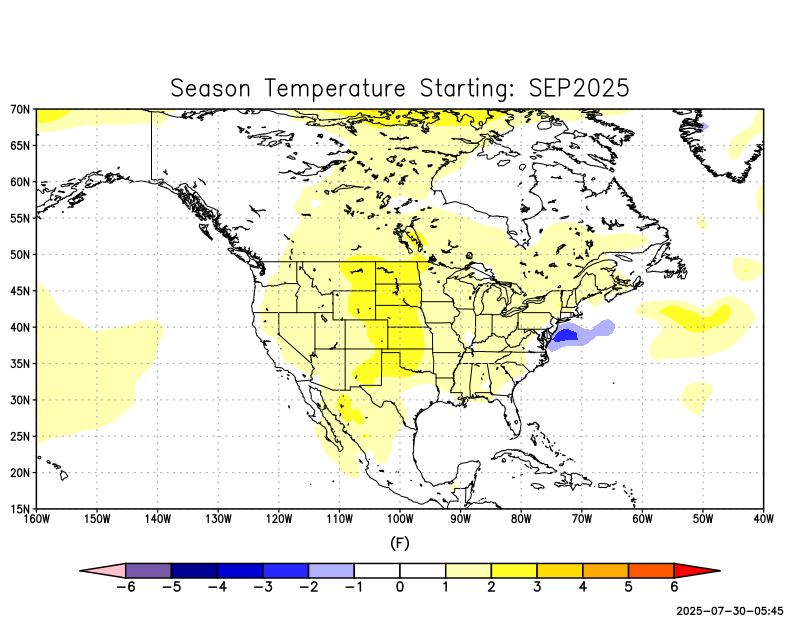 Season Temperature Starting: SEP2025
70N
65N
60N
55N
50N
45N
40N
35N
30N
25N
20N
15N
160W 150W 140W 130W 120W 110W 100W 90W 80W 70W 60W 50W 40W
(F)
−6 −5 −4 −3 −2 −1 0 1 2 3 4 5 6
2025−07−30−05:45